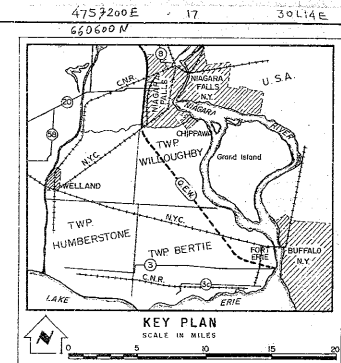 4757200E 17 30L14E
660600N
8
C.N.R.
NIAGARA FALLS
NIAGARA FALLS N.Y.
U.S.A.
20
NIAGARA
RIVER
CHIPPAWA
58
TWP. WILLOUGHBY
Grand Island
N.Y.C.
WELLAND
Q.E.W.
N.Y.C.
TWP. HUMBERSTONE
TWP BERTIE
FORT ERIE
BUFFALO N.Y.
3
C.N.R.
3c
LAKE ERIE
KEY PLAN
SCALE IN MILES
N
0 5 10 15 20